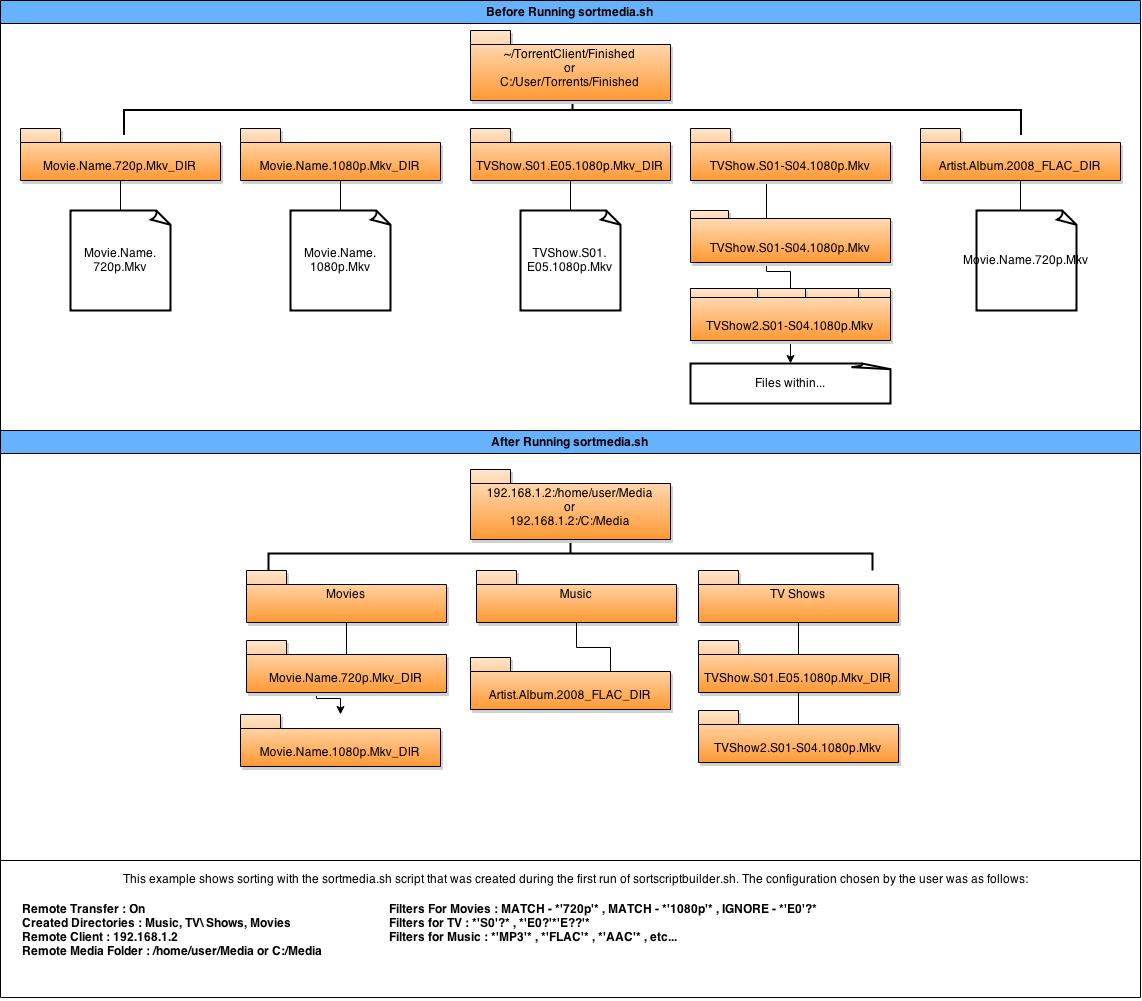 Before Running sortmedia.sh
~/TorrentClient/Finished
or
C:/User/Torrents/Finished
Movie.Name.720p.Mkv_DIR
Movie.Name.1080p.Mkv_DIR
TVShow.S01.E05.1080p.Mkv_DIR
TVShow.S01-S04.1080p.Mkv
Artist.Album.2008_FLAC_DIR
Movie.Name.
720p.Mkv
Movie.Name.
1080p.Mkv
TVShow.S01.
E05.1080p.Mkv
TVShow.S01-S04.1080p.Mkv
Movie.Name.720p.Mkv
TVShow2.S01-S04.1080p.Mkv
Files within...
After Running sortmedia.sh
192.168.1.2:/home/user/Media
or
192.168.1.2:/C:/Media
Movies
Music
TV Shows
Movie.Name.720p.Mkv_DIR
Artist.Album.2008_FLAC_DIR
TVShow.S01.E05.1080p.Mkv_DIR
Movie.Name.1080p.Mkv_DIR
TVShow2.S01-S04.1080p.Mkv
This example shows sorting with the sortmedia.sh script that was created during the first run of sortscriptbuilder.sh. The configuration chosen by the user was as follows:
Remote Transfer : On
Created Directories : Music, TV\ Shows, Movies
Remote Client : 192.168.1.2
Remote Media Folder : /home/user/Media or C:/Media
Filters For Movies : MATCH - *'720p'* , MATCH - *'1080p'* , IGNORE - *'E0'?*
Filters for TV : *'S0'?* , *'E0?'*'E??'*
Filters for Music : *'MP3'* , *'FLAC'* , *'AAC'* , etc...